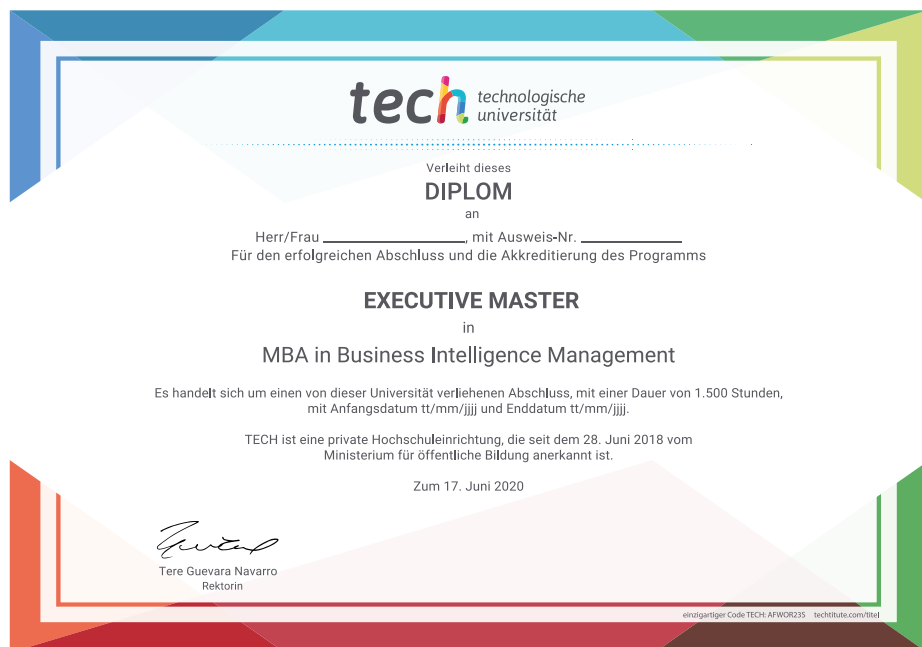 tech technologische
universität
Verleiht dieses
DIPLOM
an
Herr/Frau ____________________, mit Ausweis-Nr. ______________
Für den erfolgreichen Abschluss und die Akkreditierung des Programms
EXECUTIVE MASTER
in
MBA in Business Intelligence Management
Es handelt sich um einen von dieser Universität verliehenen Abschluss, mit einer Dauer von 1.500 Stunden,
mit Anfangsdatum tt/mm/jjjj und Enddatum tt/mm/jjjj.
TECH ist eine private Hochschuleinrichtung, die seit dem 28. Juni 2018 vom
Ministerium für öffentliche Bildung anerkannt ist.
Zum 17. Juni 2020
Tere Guevara Navarro
Rektorin
einzigartiger Code TECH: AFWOR23S techtitute.com/titel